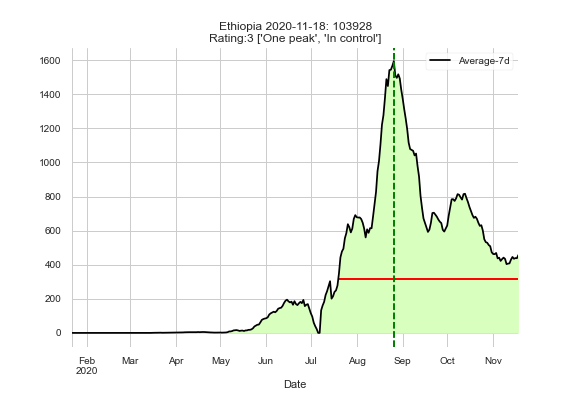 Ethiopia 2020-11-18: 103928
Rating:3 ['One peak', 'In control']
Average-7d
1600
1400
1200
1000
800
600
400
200
0
Feb Mar Apr May Jun Jul Aug Sep Oct Nov
2020
Date